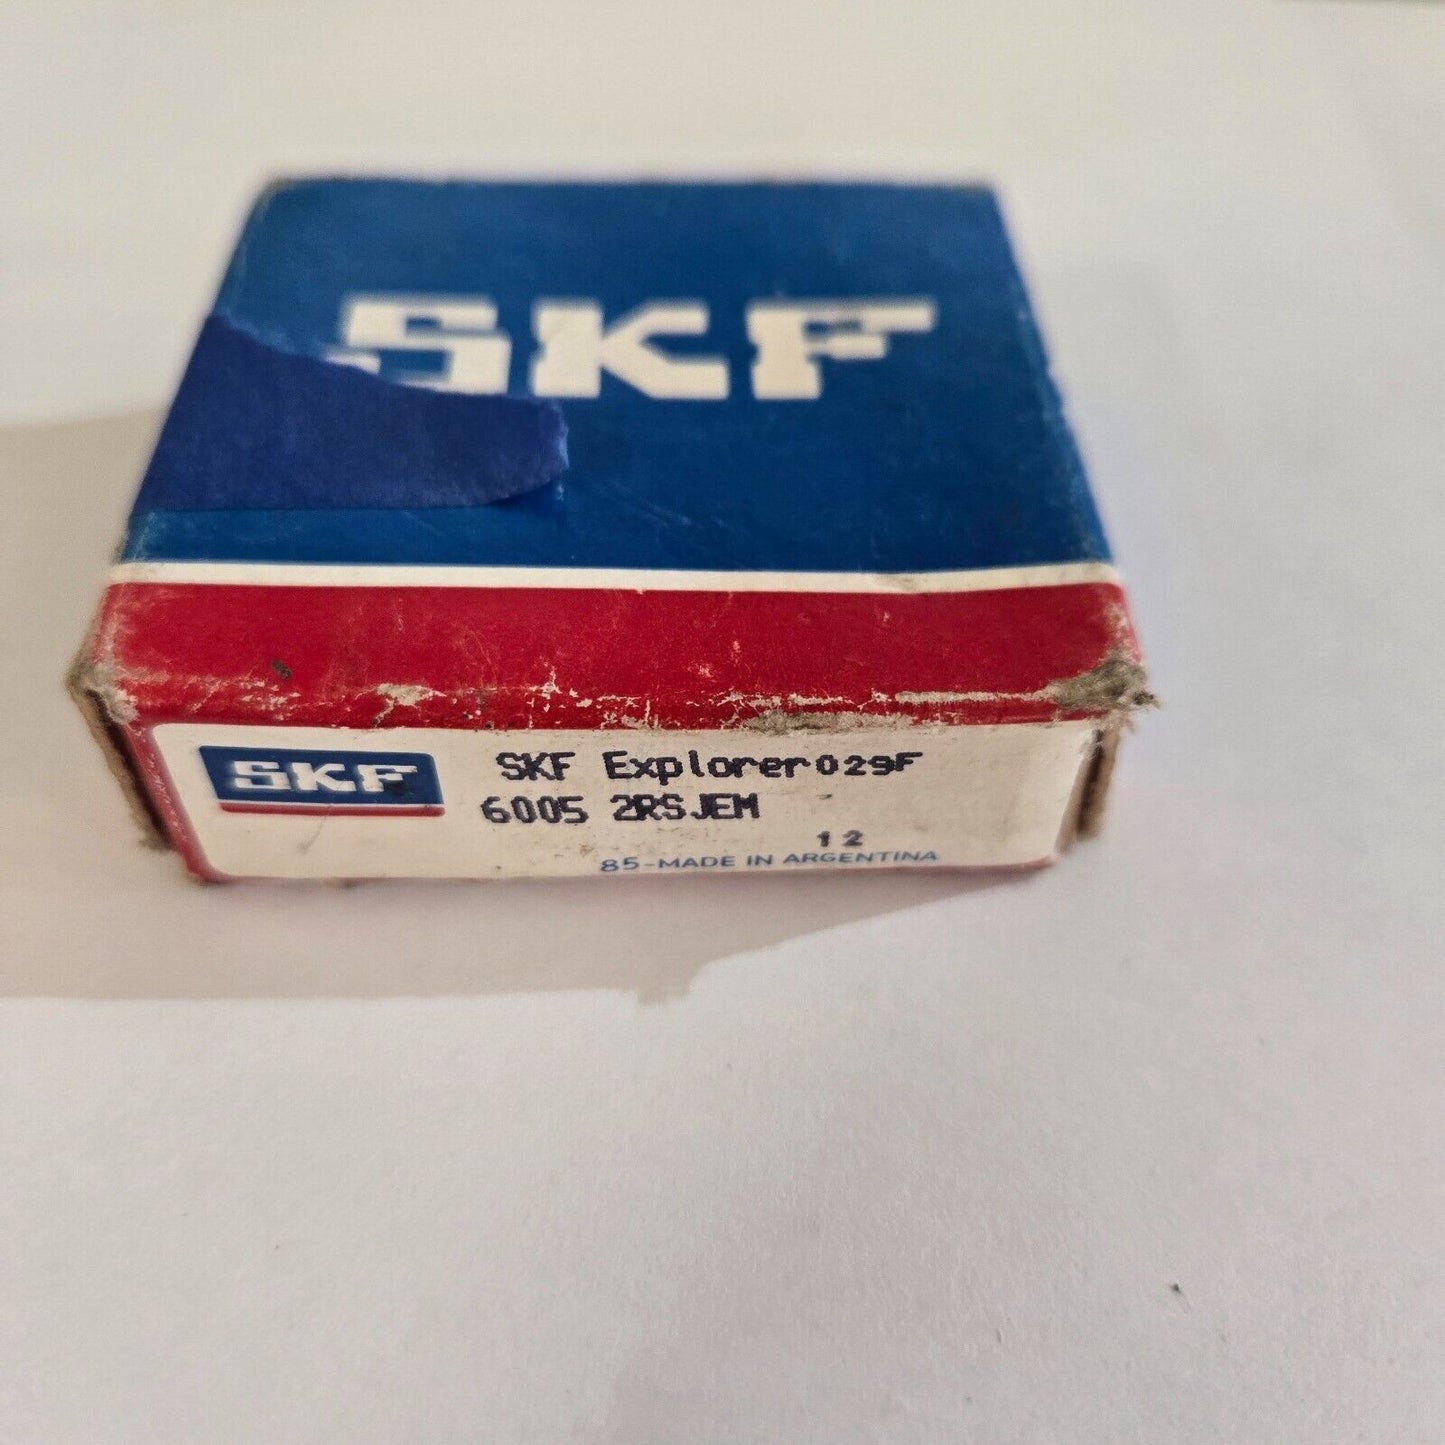 SKF
SKF
SKF Explorer 029F
6005 2RSJEM
12
85-MADE IN ARGENTINA